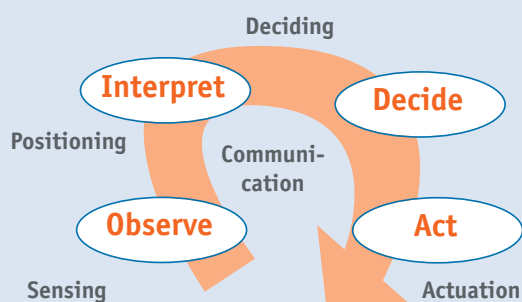 Deciding
Interpret
Decide
Positioning
Communi-
cation
Observe
Act
Sensing
Actuation